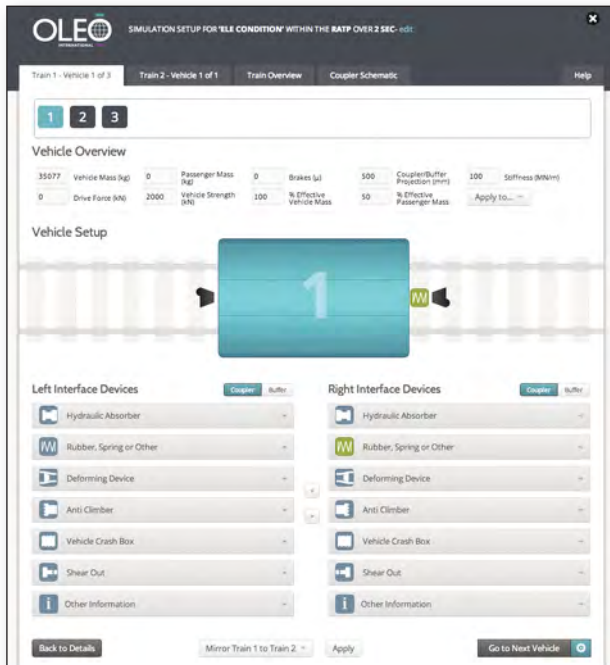 OLEO
INTERNATIONAL
SIMULATION SETUP FOR 'ELE CONDITION' WITHIN THE RATP OVER 2 SEC- edit
Train 1 - Vehicle 1 of 3
Train 2 - Vehicle 1 of 1
Train Overview
Coupler Schematic
Help
1 2 3
Vehicle Overview
35077 Vehicle Mass (kg) 0 Passenger Mass (kg) 0 Brakes (μ) 500 Coupler/Buffer Projection (mm) 100 Stiffness (MN/m)
0 Drive Force (kN) 2000 Vehicle Strength (kN) 100 % Effective Vehicle Mass 50 % Effective Passenger Mass Apply to...
Vehicle Setup
1
Left Interface Devices Coupler Buffer
Hydraulic Absorber
Rubber, Spring or Other
Deforming Device
Anti Climber
Vehicle Crash Box
Shear Out
i Other Information
Right Interface Devices Coupler Buffer
Hydraulic Absorber
Rubber, Spring or Other
Deforming Device
Anti Climber
Vehicle Crash Box
Shear Out
i Other Information
Back to Details
Mirror Train 1 to Train 2
Apply
Go to Next Vehicle